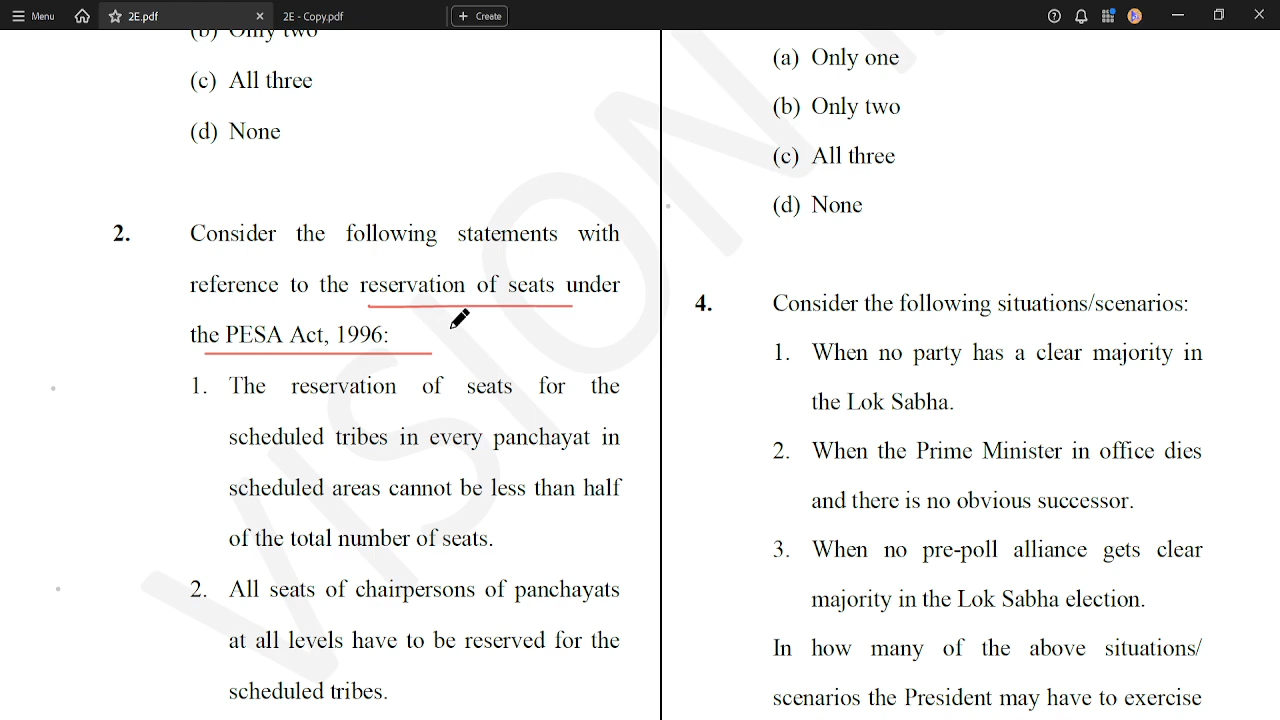 Menu
2E.pdf
2E - Copy.pdf
Create
(b) Only two
(c) All three
(d) None
2. Consider the following statements with
reference to the reservation of seats under
the PESA Act, 1996:
1. The reservation of seats for the
scheduled tribes in every panchayat in
scheduled areas cannot be less than half
of the total number of seats.
2. All seats of chairpersons of panchayats
at all levels have to be reserved for the
scheduled tribes.
(a) Only one
(b) Only two
(c) All three
(d) None
4. Consider the following situations/scenarios:
1. When no party has a clear majority in
the Lok Sabha.
2. When the Prime Minister in office dies
and there is no obvious successor.
3. When no pre-poll alliance gets clear
majority in the Lok Sabha election.
In how many of the above situations/
scenarios the President may have to exercise
VISION